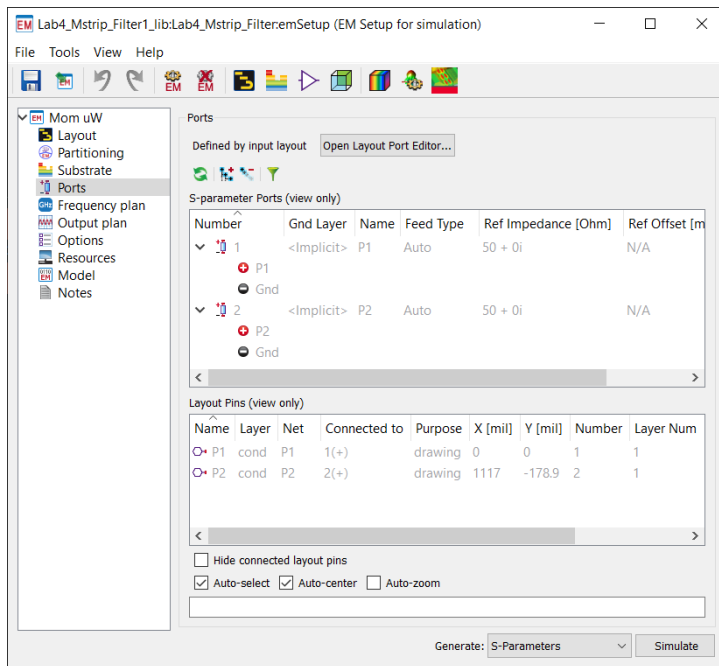 Lab4_Mstrip_Filter1_lib:Lab4_Mstrip_Filter:emSetup (EM Setup for simulation)
File Tools View Help
EM EM EM
Mom uW
Layout
Partitioning
Substrate
Ports
Frequency plan
Output plan
Options
Resources
Model
Notes
Ports
Defined by input layout Open Layout Port Editor...
S-parameter Ports (view only)
Number Gnd Layer Name Feed Type Ref Impedance [Ohm] Ref Offset [m
1 <Implicit> P1 Auto 50 + 0i N/A
P1
Gnd
2 <Implicit> P2 Auto 50 + 0i N/A
P2
Gnd
Layout Pins (view only)
Name Layer Net Connected to Purpose X [mil] Y [mil] Number Layer Num
P1 cond P1 1(+) drawing 0 0 1 1
P2 cond P2 2(+) drawing 1117 -178.9 2 1
Hide connected layout pins
Auto-select Auto-center Auto-zoom
Generate: S-Parameters Simulate